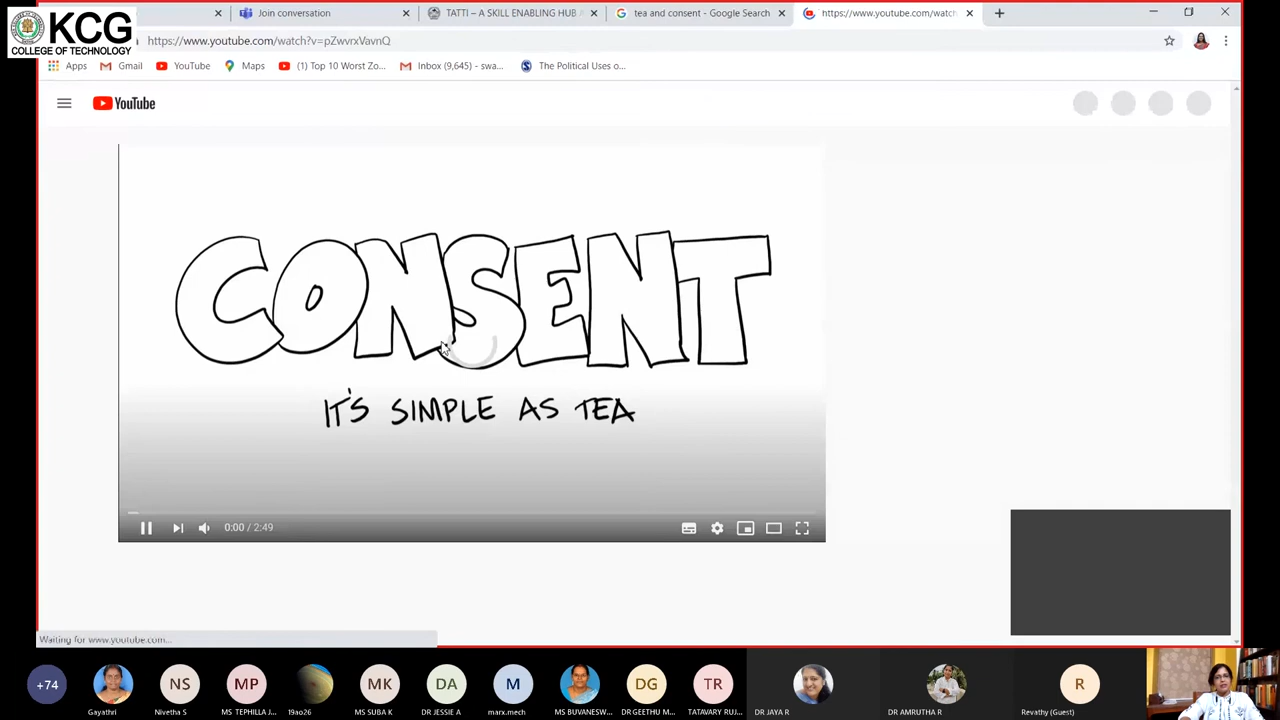 KCG
COLLEGE OF TECHNOLOGY
Join conversation
TATTI – A SKILL ENABLING HUB
tea and consent - Google Search
https://www.youtube.com/watch
https://www.youtube.com/watch?v=pZwvrxVavnQ
Apps
Gmail
YouTube
Maps
(1) Top 10 Worst Zo...
Inbox (9,645) - swa...
The Political Uses o...
YouTube
CONSENT
IT'S SIMPLE AS TEA
0:00 / 2:49
Waiting for www.youtube.com...
+74
NS
MP
MK
DA
M
DG
TR
R
Gayathri
Nivetha S
MS TEPHILLA J...
19ao26
MS SUBA K
DR JESSIE A
marx.mech
MS BUVANESW...
DR GEETHU M...
TATAVARY RUJ...
DR JAYA R
DR AMRUTHA R
Revathy (Guest)